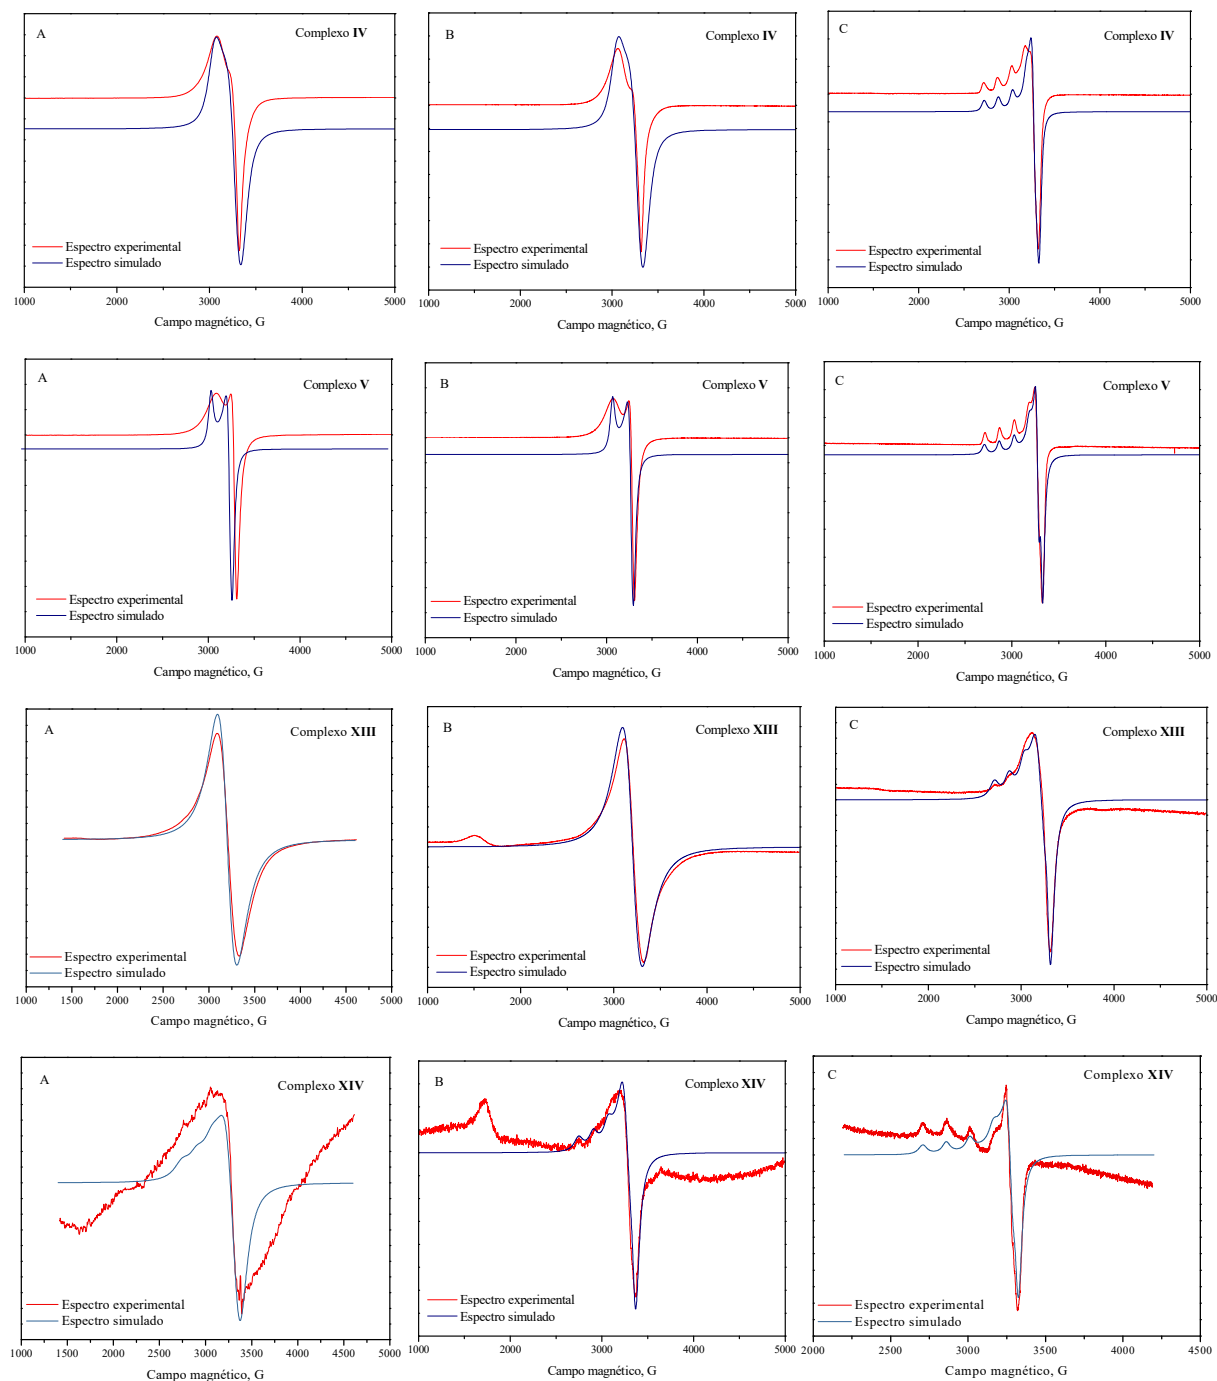 A
Complexo IV
Espectro experimental
Espectro simulado
1000 2000 3000 4000 5000
Campo magnético, G
B
Complexo IV
Espectro experimental
Espectro simulado
1000 2000 3000 4000 5000
Campo magnético, G
C
Complexo IV
Espectro experimental
Espectro simulado
1000 2000 3000 4000 5000
Campo magnético, G
A
Complexo V
Espectro experimental
Espectro simulado
1000 2000 3000 4000 5000
Campo magnético, G
B
Complexo V
Espectro experimental
Espectro simulado
1000 2000 3000 4000 5000
Campo magnético, G
C
Complexo V
Espectro experimental
Espectro simulado
1000 2000 3000 4000 5000
Campo magnético, G
A
Complexo XIII
Espectro experimental
Espectro simulado
1000 1500 2000 2500 3000 3500 4000 4500 5000
Campo magnético, G
B
Complexo XIII
Espectro experimental
Espectro simulado
1000 2000 3000 4000 5000
Campo magnético, G
C
Complexo XIII
Espectro experimental
Espectro simulado
1000 2000 3000 4000 5000
Campo magnético, G
A
Complexo XIV
Espectro experimental
Espectro simulado
1000 1500 2000 2500 3000 3500 4000 4500 5000
Campo magnético, G
B
Complexo XIV
Espectro experimental
Espectro simulado
1000 2000 3000 4000 5000
Campo magnético, G
C
Complexo XIV
Espectro experimental
Espectro simulado
2000 2500 3000 3500 4000 4500
Campo magnético, G